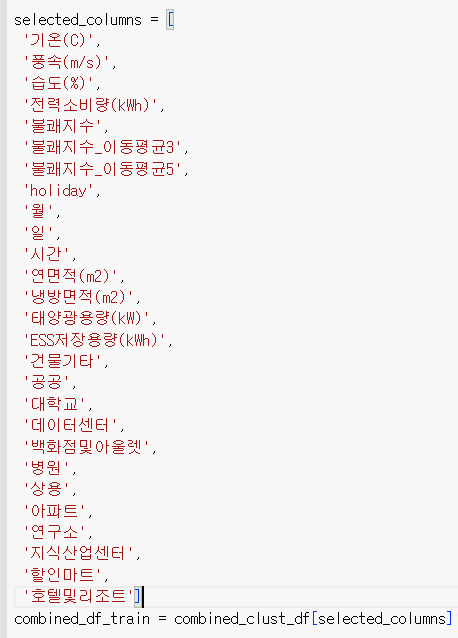 selected_columns = [
'기온(C)',
'풍속(m/s)',
'습도(%)',
'전력소비량(kWh)',
'불쾌지수',
'불쾌지수_이동평균3',
'불쾌지수_이동평균5',
'holiday',
'월',
'일',
'시간',
'연면적(m2)',
'냉방면적(m2)',
'태양광용량(kW)',
'ESS저장용량(kWh)',
'건물기타',
'공공',
'대학교',
'데이터센터',
'백화점및아울렛',
'병원',
'상용',
'아파트',
'연구소',
'지식산업센터',
'할인마트',
'호텔및리조트']
combined_df_train = combined_clust_df[selected_columns]